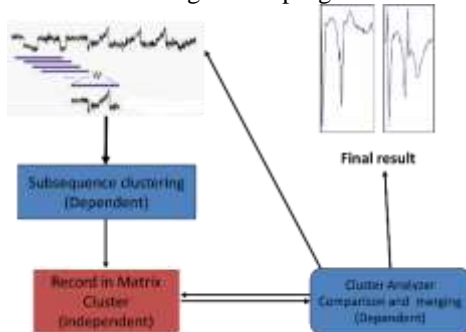 W
Final result
Subsequence clustering
(Dependent)
Record in Matrix
Cluster
(Independent)
Cluster Analyzer
Comparison and merging
(Dependent)